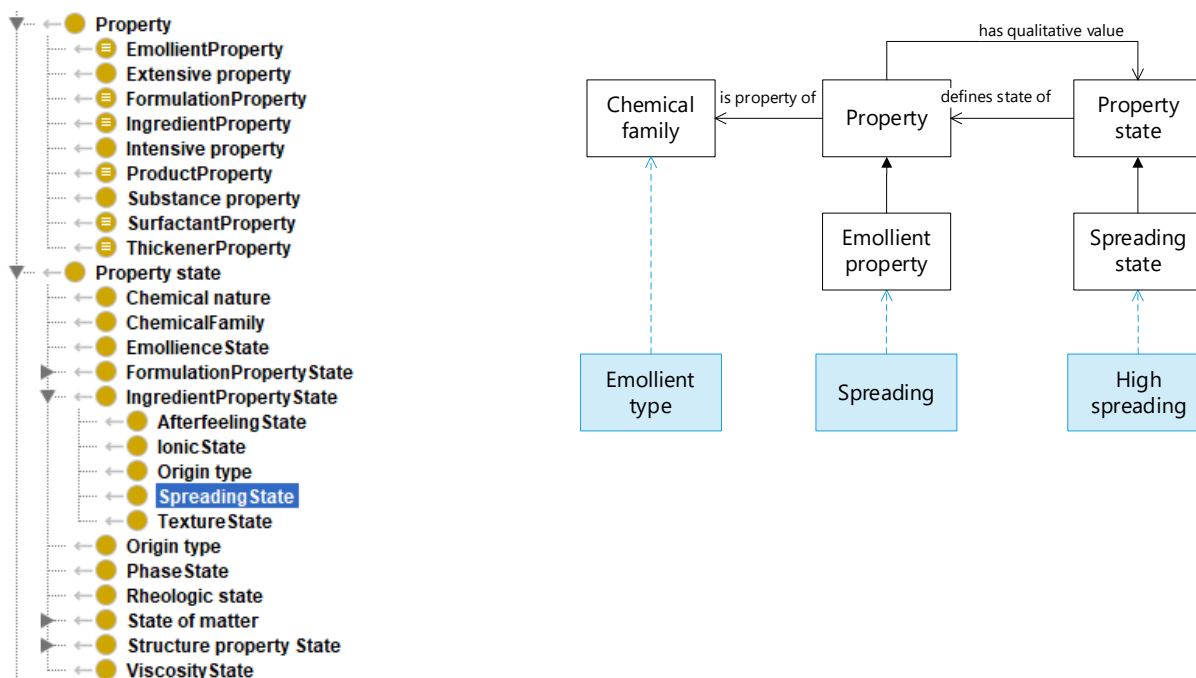 Property
EmollientProperty
Extensive property
FormulationProperty
IngredientProperty
Intensive property
ProductProperty
Substance property
SurfactantProperty
ThickenerProperty
Property state
Chemical nature
ChemicalFamily
EmollienceState
FormulationPropertyState
IngredientPropertyState
AfterfeelingState
IonicState
Origin type
SpreadingState
TextureState
Origin type
PhaseState
Rheologic state
State of matter
Structure property State
ViscosityState
has qualitative value
Chemical
family
is property of
Property
defines state of
Property
state
Emollient
property
Spreading
state
Emollient
type
Spreading
High
spreading